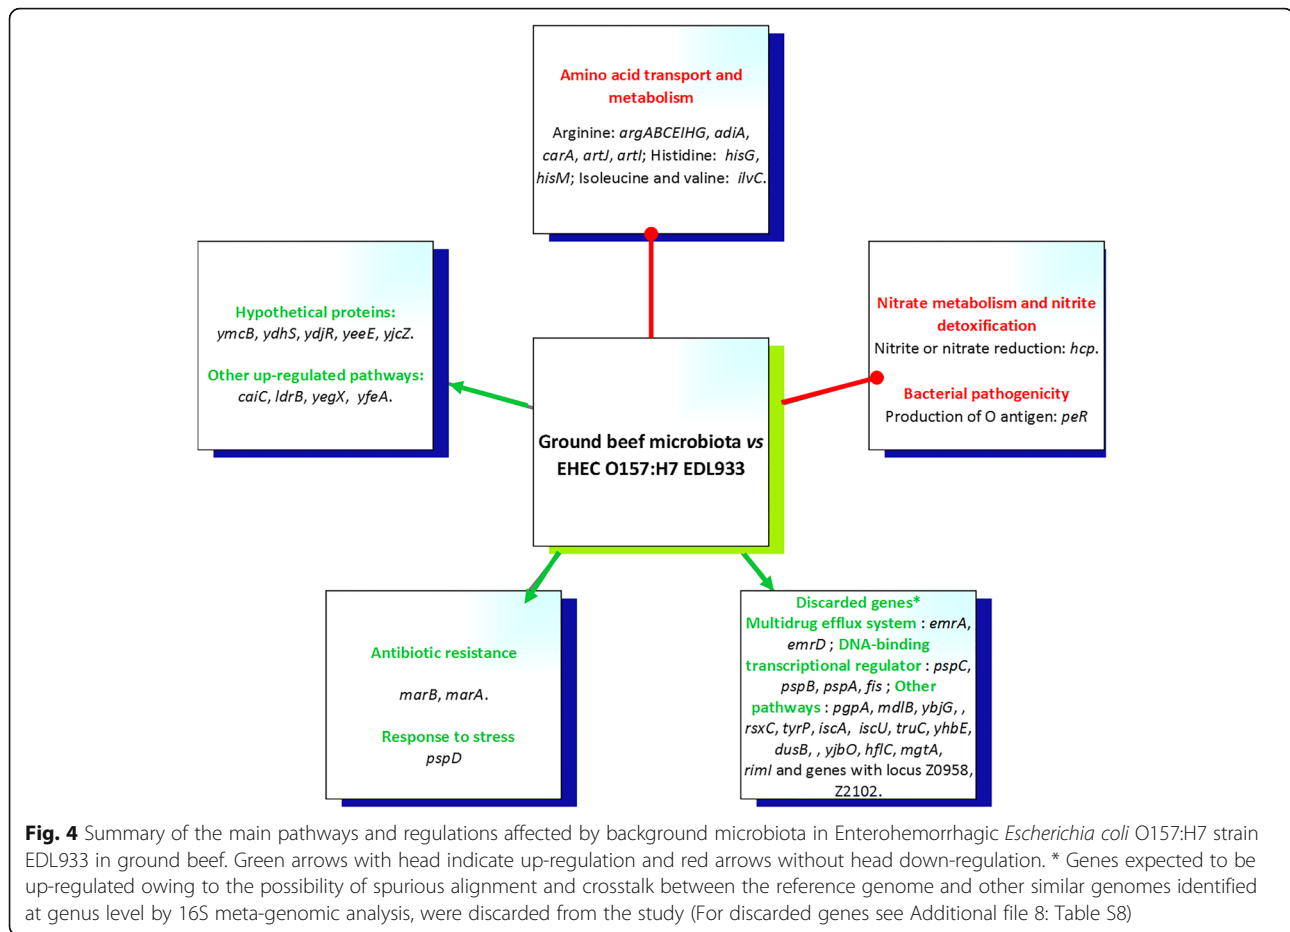 Amino acid transport and
metabolism
Arginine: argABCEIHG, adiA,
carA, artJ, artI; Histidine: hisG,
hisM; Isoleucine and valine: ilvC.
Hypothetical proteins:
ymcB, ydhS, ydjR, yeeE, yjcZ.
Other up-regulated pathways:
caiC, ldrB, yegX, yfeA.
Nitrate metabolism and nitrite
detoxification
Nitrite or nitrate reduction: hcp.
Bacterial pathogenicity
Production of O antigen: peR
Ground beef microbiota vs
EHEC O157:H7 EDL933
Antibiotic resistance
marB, marA.
Response to stress
pspD
Discarded genes*
Multidrug efflux system : emrA,
emrD ; DNA-binding
transcriptional regulator : pspC,
pspB, pspA, fis ; Other
pathways : pgpA, mdlB, ybjG, ,
rsxC, tyrP, iscA, iscU, truC, yhbE,
dusB, , yjbO, hflC, mgtA,
rimI and genes with locus Z0958,
Z2102.
Fig. 4 Summary of the main pathways and regulations affected by background microbiota in Enterohemorrhagic Escherichia coli O157:H7 strain
EDL933 in ground beef. Green arrows with head indicate up-regulation and red arrows without head down-regulation. * Genes expected to be
up-regulated owing to the possibility of spurious alignment and crosstalk between the reference genome and other similar genomes identified
at genus level by 16S meta-genomic analysis, were discarded from the study (For discarded genes see Additional file 8: Table S8)